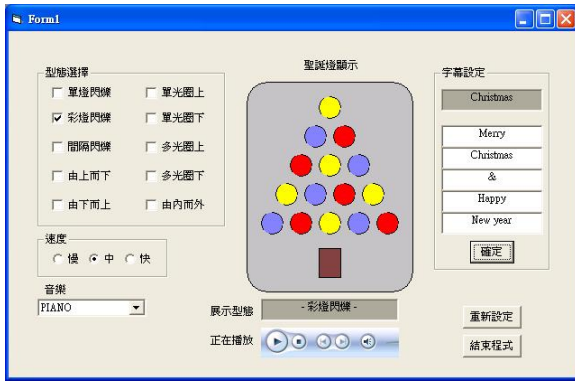 Form1
型態選擇
單燈閃爍
單光圈上
彩燈閃爍
單光圈下
間隔閃爍
多光圈上
由上而下
多光圈下
由下而上
由內而外
速度
慢 中 快
音樂
PIANO
聖誕燈顯示
展示型態
- 彩燈閃爍 -
正在播放
字幕設定
Christmas
Merry
Christmas
&
Happy
New year
確定
重新設定
結束程式